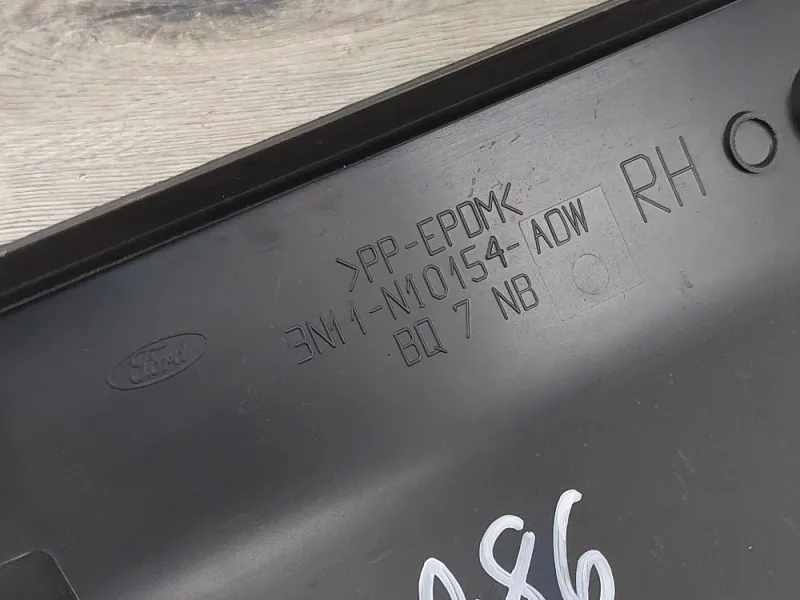 >PP-EPDM<
3N11-N10154-ADW
BQ 7 NB
RH
Ford